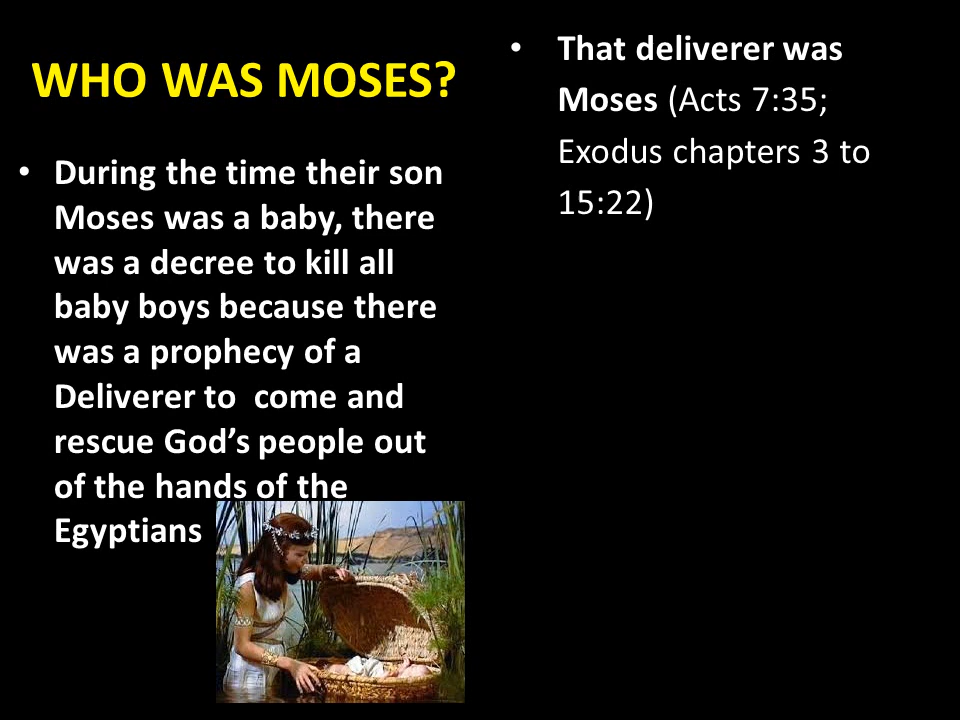 WHO WAS MOSES?
• During the time their son
Moses was a baby, there
was a decree to kill all
baby boys because there
was a prophecy of a
Deliverer to  come and
rescue God’s people out
of the hands of the
Egyptians
• That deliverer was
Moses (Acts 7:35;
Exodus chapters 3 to
15:22)